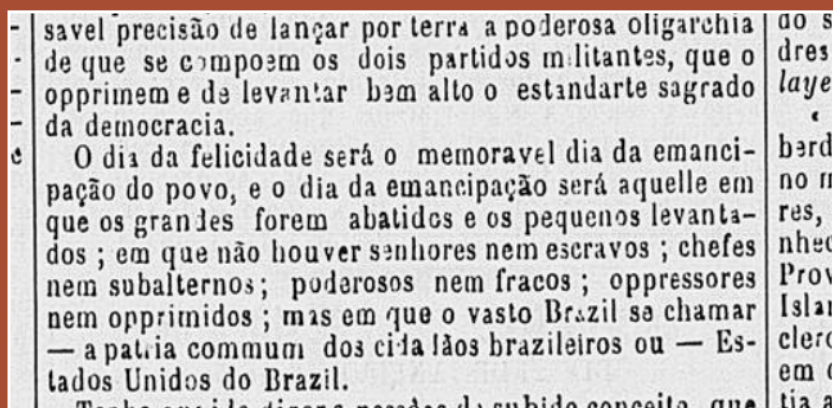 savel precisão de lançar por terra a poderosa oligarchia
de que se compoem os dois partidos militantes, que o
opprimem e de levantar bem alto o estandarte sagrado
da democracia.
O dia da felicidade será o memoravel dia da emanci-
pação do povo, e o dia da emancipação será aquelle em
que os grandes forem abatidos e os pequenos levanta-
dos ; em que não houver senhores nem escravos ; chefes
nem subalternos ; poderosos nem fracos ; oppressores
nem opprimidos ; mas em que o vasto Brazil se chamar
— a patria commum dos cidadãos brazileiros ou — Es-
tados Unidos do Brazil.
conceito, que